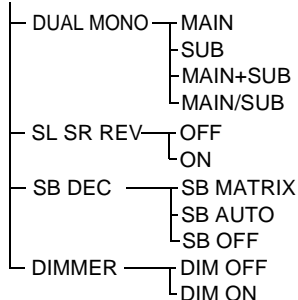 DUAL MONO MAIN
SUB
MAIN+SUB
MAIN/SUB
SL SR REV OFF
ON
SB DEC SB MATRIX
SB AUTO
SB OFF
DIMMER DIM OFF
DIM ON